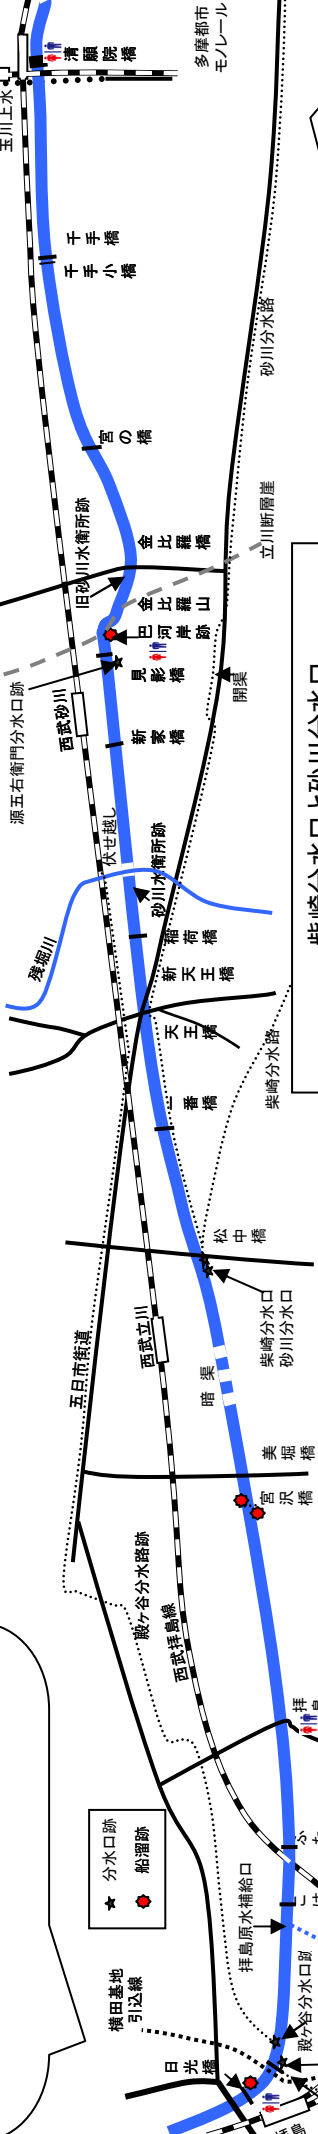 清願院橋
多摩都市
モノレール
玉川上水
千手橋
千手小橋
砂川分水路
宮の橋
立川断層崖
金比羅橋
旧砂川水衛所跡
金比羅山
巴河岸跡
見影橋
開渠
源五右衛門分水口跡
西武砂川
新家橋
伏せ越し
砂川水衛所跡
残堀川
稲荷橋
新天王橋
天王橋
柴崎分水路
一番橋
松中橋
柴崎分水口
砂川分水口
西武立川
五日市街道
暗渠
美堀橋
宮沢橋
殿ヶ谷分水路跡
西武拝島線
分水口跡
船溜跡
拝島原水補給口
殿ヶ谷分水口跡
横田基地
引込線
日光橋
拝島